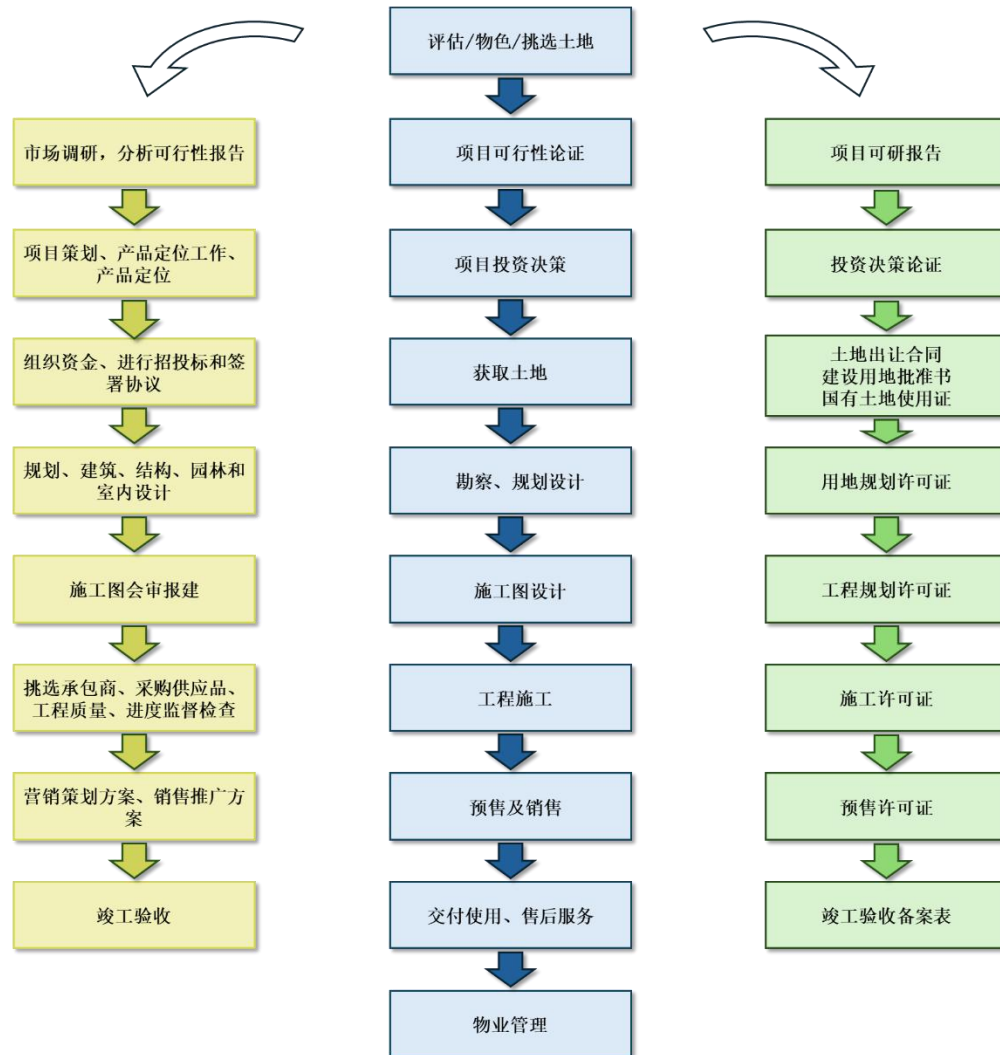 评估/物色/挑选土地
市场调研，分析可行性报告
项目策划、产品定位工作、
产品定位
组织资金、进行招投标和签
署协议
规划、建筑、结构、园林和
室内设计
施工图会审报建
挑选承包商、采购供应品、
工程质量、进度监督检查
营销策划方案、销售推广方
案
竣工验收
项目可行性论证
项目投资决策
获取土地
勘察、规划设计
施工图设计
工程施工
预售及销售
交付使用、售后服务
物业管理
项目可研报告
投资决策论证
土地出让合同
建设用地批准书
国有土地使用证
用地规划许可证
工程规划许可证
施工许可证
预售许可证
竣工验收备案表